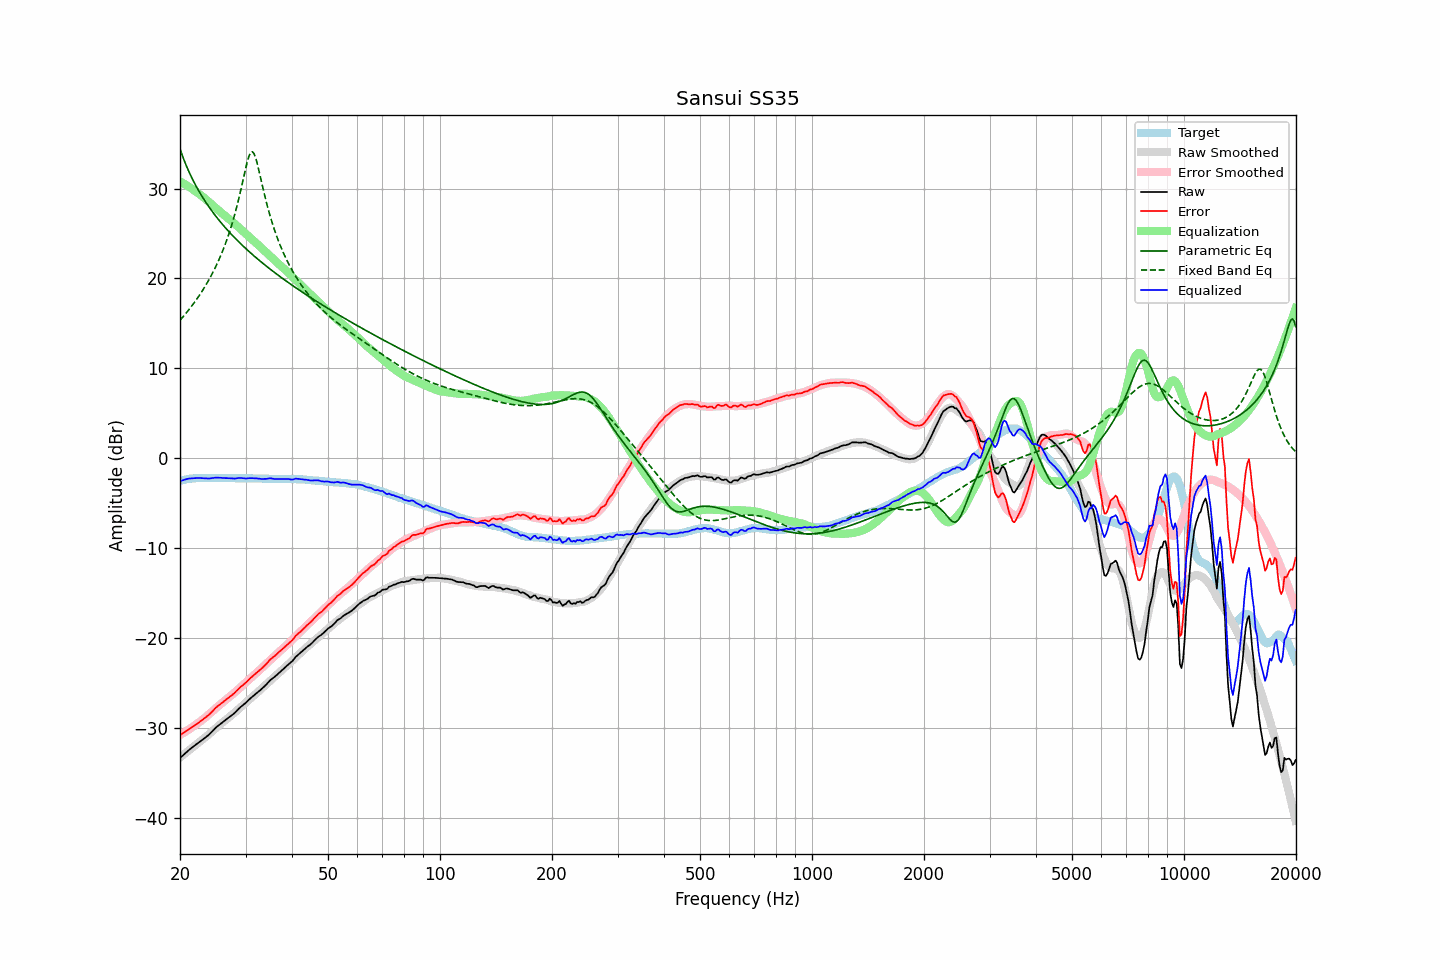 Sansui SS35
Amplitude (dBr)
30
20
10
0
−10
−20
−30
−40
20
50
100
200
500
1000
2000
5000
10000
20000
Frequency (Hz)
Target
Raw Smoothed
Error Smoothed
Raw
Error
Equalization
Parametric Eq
Fixed Band Eq
Equalized